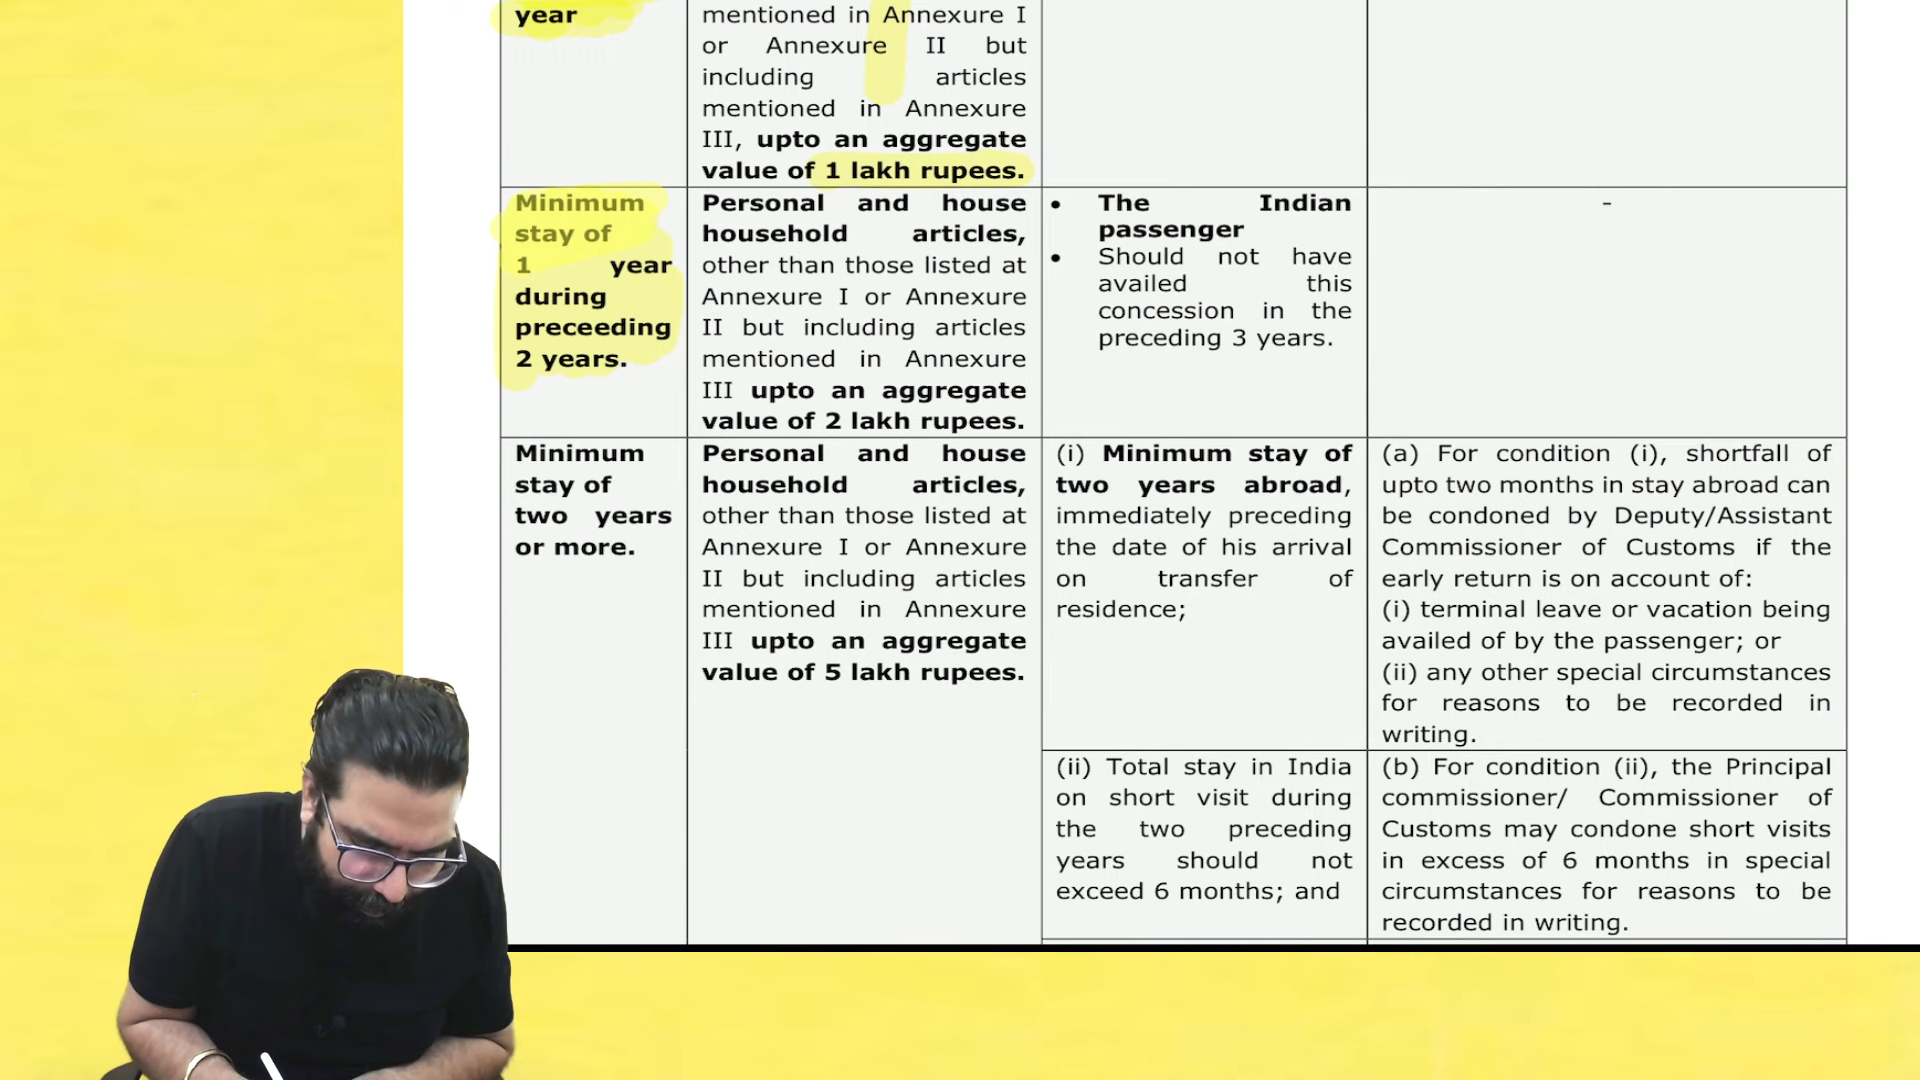 year
mentioned in Annexure I
or Annexure II but
including articles
mentioned in Annexure
III, upto an aggregate
value of 1 lakh rupees.
Minimum
stay of
1 year
during
preceeding
2 years.
Personal and house
household articles,
other than those listed at
Annexure I or Annexure
II but including articles
mentioned in Annexure
III upto an aggregate
value of 2 lakh rupees.
• The Indian
passenger
• Should not have
availed this
concession in the
preceding 3 years.
-
Minimum
stay of
two years
or more.
Personal and house
household articles,
other than those listed at
Annexure I or Annexure
II but including articles
mentioned in Annexure
III upto an aggregate
value of 5 lakh rupees.
(i) Minimum stay of
two years abroad,
immediately preceding
the date of his arrival
on transfer of
residence;
(a) For condition (i), shortfall of
upto two months in stay abroad can
be condoned by Deputy/Assistant
Commissioner of Customs if the
early return is on account of:
(i) terminal leave or vacation being
availed of by the passenger; or
(ii) any other special circumstances
for reasons to be recorded in
writing.
(ii) Total stay in India
on short visit during
the two preceding
years should not
exceed 6 months; and
(b) For condition (ii), the Principal
commissioner/ Commissioner of
Customs may condone short visits
in excess of 6 months in special
circumstances for reasons to be
recorded in writing.